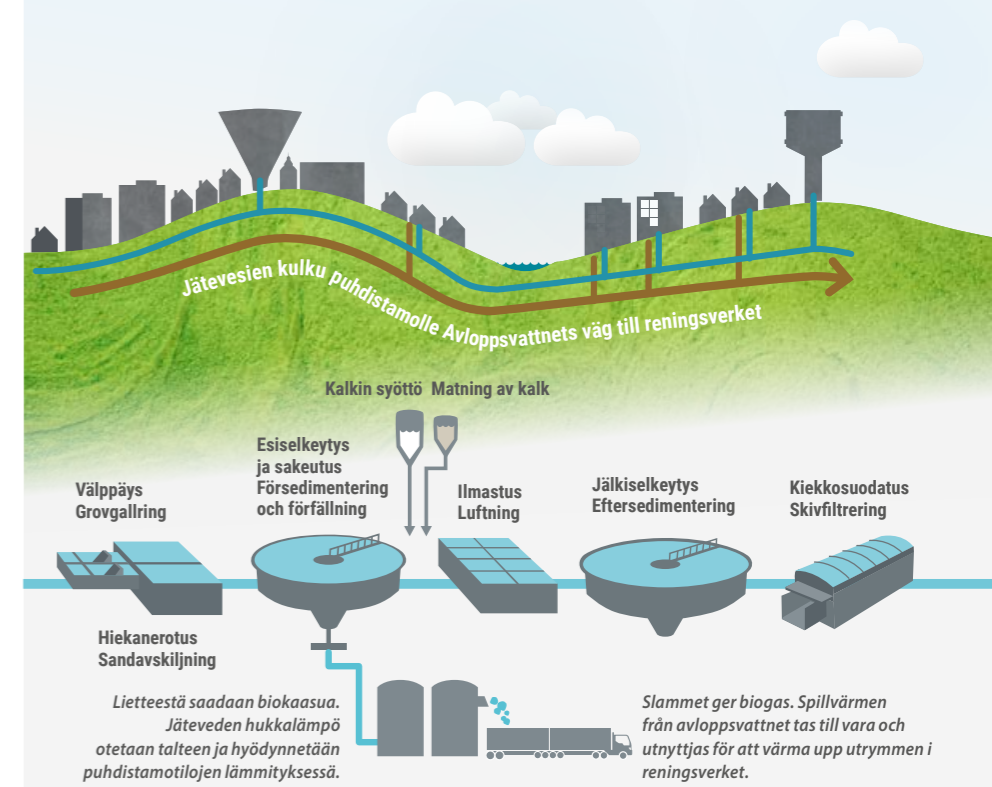 Jätevesien kulku puhdistamolle Avloppsvattnets väg till reningsverket
Kalkin syöttö Matning av kalk
Välppäys
Grovgallring
Esiselkeytys
ja sakeutus
Försedimentering
och förfällning
Ilmastus
Luftning
Jälkiselkeytys
Eftersedimentering
Kiekkosuodatus
Skivfiltrering
Hiekanerotus
Sandavskiljning
Lietteestä saadaan biokaasua.
Jäteveden hukkalämpö
otetaan talteen ja hyödynnetään
puhdistamotilojen lämmityksessä.
Slammet ger biogas. Spillvärmen
från avloppsvattnet tas till vara och
utnyttjas för att värma upp utrymmen i
reningsverket.